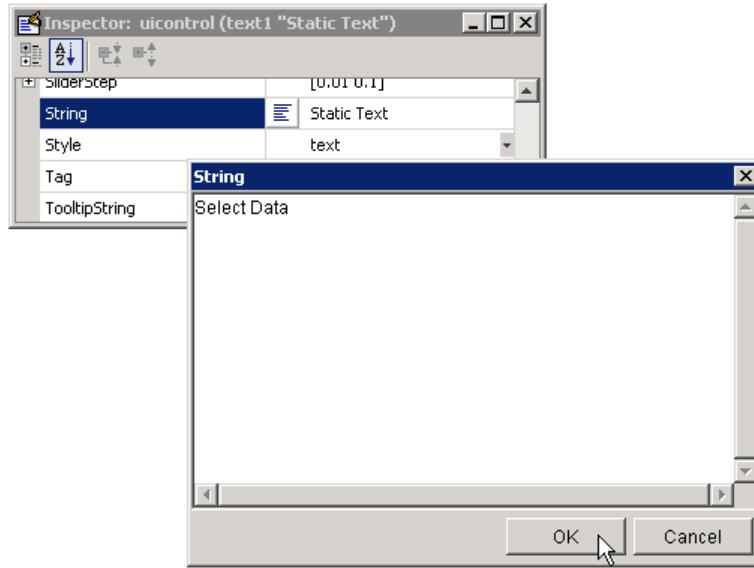 Inspector: uicontrol (text1 "Static Text")
SliderStep [0.01 0.1]
String Static Text
Style text
Tag
TooltipString
String
Select Data
OK Cancel